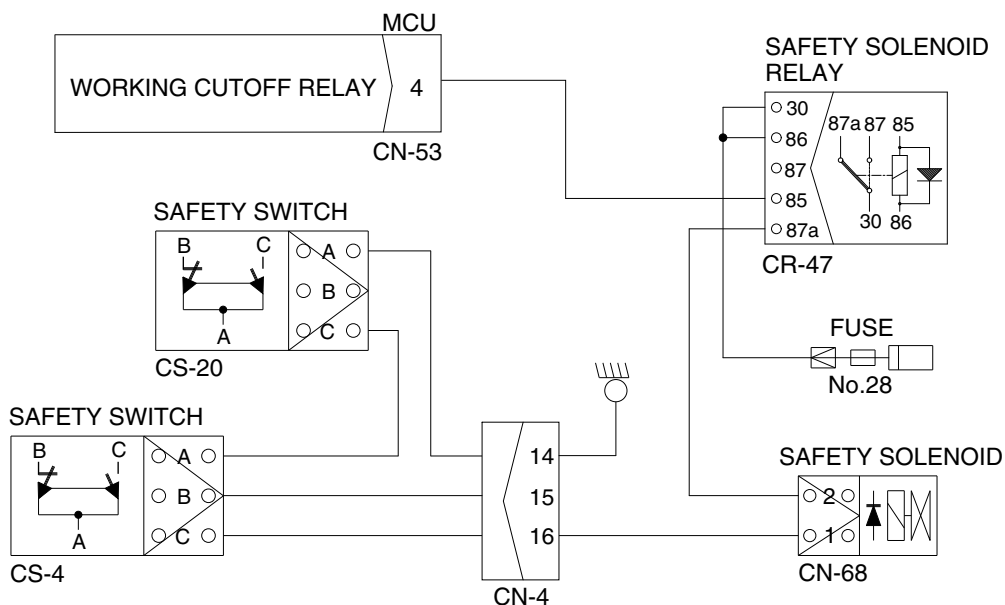 MCU
WORKING CUTOFF RELAY 4
CN-53
SAFETY SOLENOID
RELAY
30
86
87
85
87a
87a 87 85
30 86
CR-47
SAFETY SWITCH
B C
A
A
B
C
CS-20
FUSE
No.28
SAFETY SWITCH
B C
A
A
B
C
CS-4
14
15
16
CN-4
SAFETY SOLENOID
2
1
CN-68